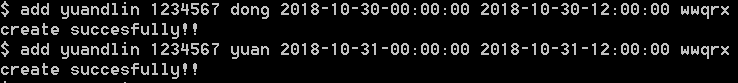 $ add yuandlin 1234567 dong 2018-10-30-00:00:00 2018-10-30-12:00:00 wwqrx
create succesfully!!
$ add yuandlin 1234567 yuan 2018-10-31-00:00:00 2018-10-31-12:00:00 wwqrx
create succesfully!!